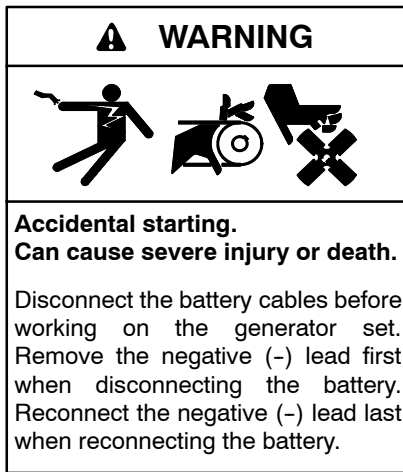 WARNING
Accidental starting.
Can cause severe injury or death.
Disconnect the battery cables before
working on the generator set.
Remove the negative (–) lead first
when disconnecting the battery.
Reconnect the negative (–) lead last
when reconnecting the battery.